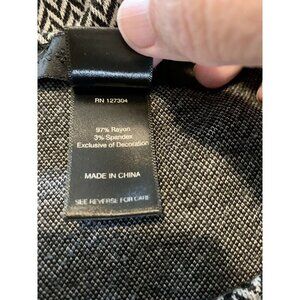 RN 127304
97% Rayon
3% Spandex
Exclusive of Decoration
MADE IN CHINA
SEE REVERSE FOR CARE